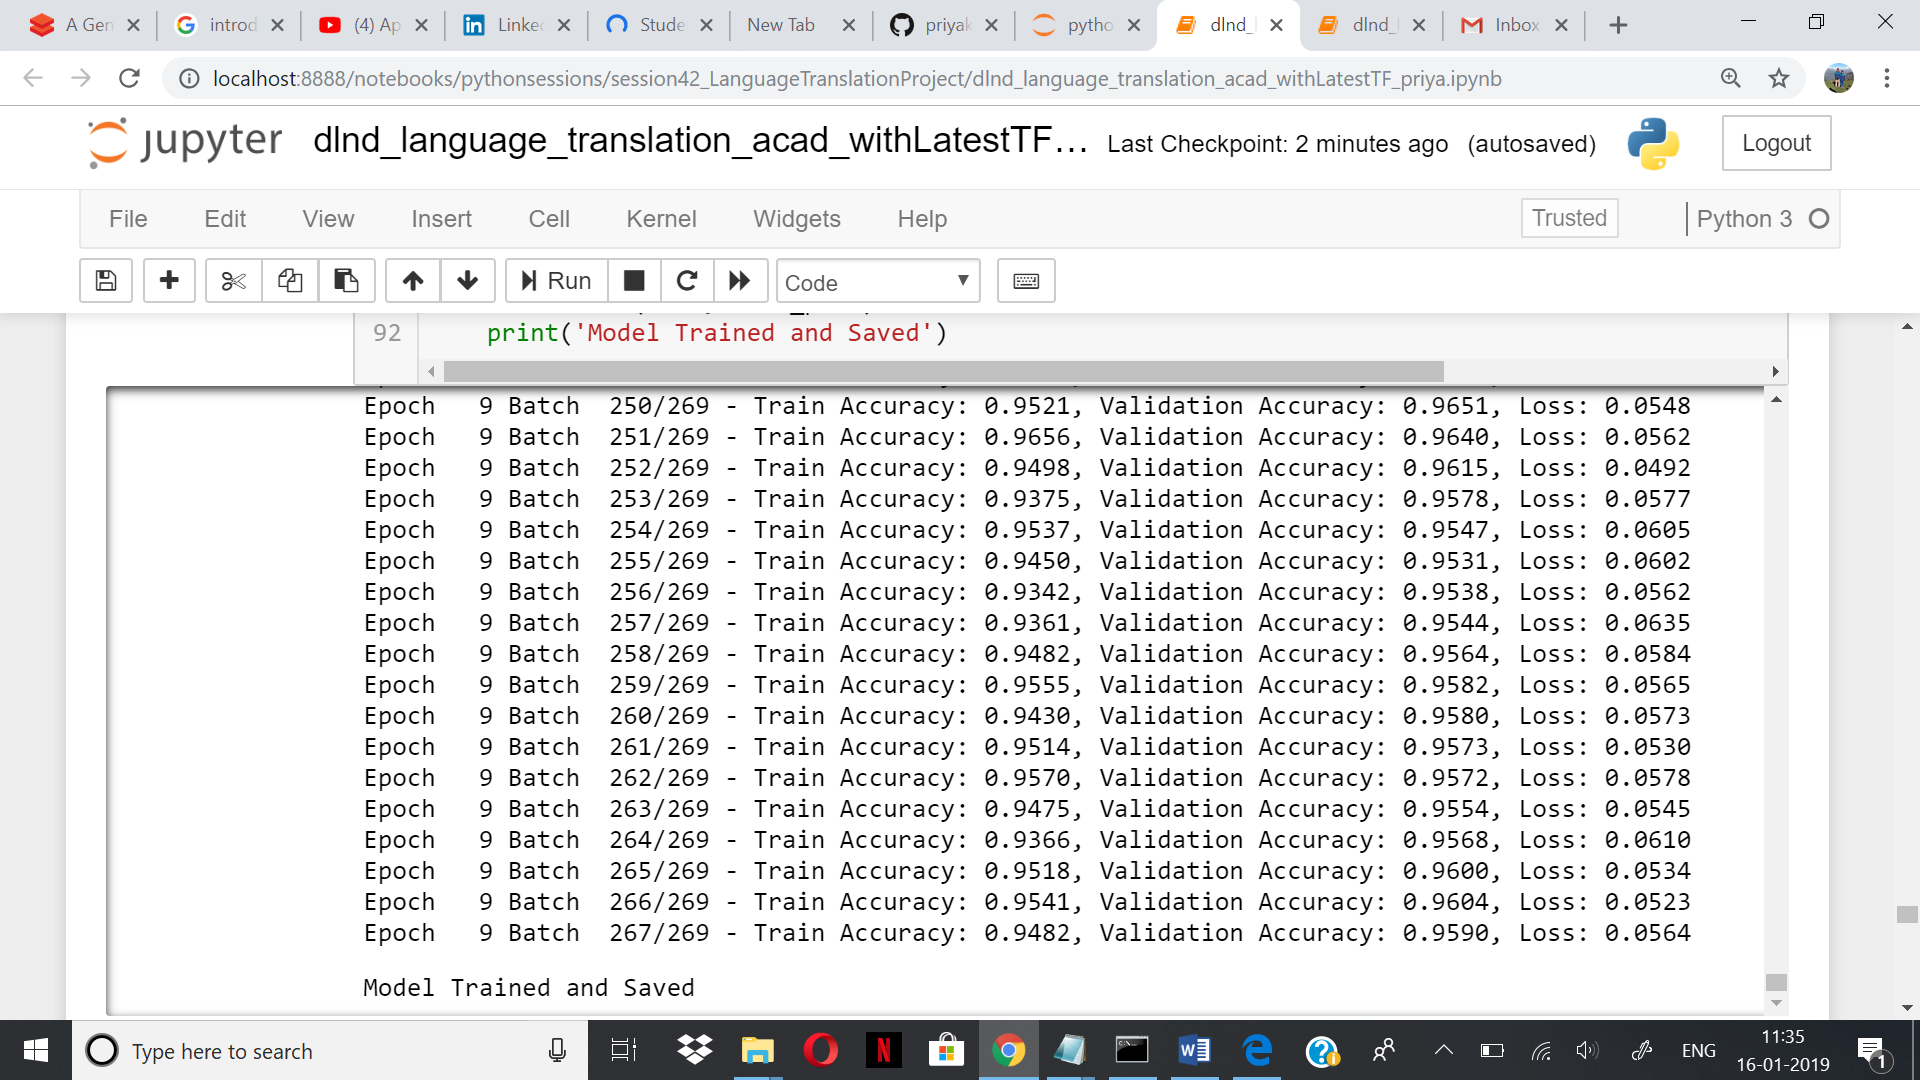 A Gen
introd
(4) Ap
Linke
Stude
New Tab
priyak
pytho
dlnd_
dlnd_
Inbox
localhost:8888/notebooks/pythonsessions/session42_LanguageTranslationProject/dlnd_language_translation_acad_withLatestTF_priya.ipynb
jupyter dlnd_language_translation_acad_withLatestTF... Last Checkpoint: 2 minutes ago (autosaved) Logout
File Edit View Insert Cell Kernel Widgets Help Trusted Python 3
Run Code
92 print('Model Trained and Saved')
Epoch   9 Batch  250/269 - Train Accuracy: 0.9521, Validation Accuracy: 0.9651, Loss: 0.0548
Epoch   9 Batch  251/269 - Train Accuracy: 0.9656, Validation Accuracy: 0.9640, Loss: 0.0562
Epoch   9 Batch  252/269 - Train Accuracy: 0.9498, Validation Accuracy: 0.9615, Loss: 0.0492
Epoch   9 Batch  253/269 - Train Accuracy: 0.9375, Validation Accuracy: 0.9578, Loss: 0.0577
Epoch   9 Batch  254/269 - Train Accuracy: 0.9537, Validation Accuracy: 0.9547, Loss: 0.0605
Epoch   9 Batch  255/269 - Train Accuracy: 0.9450, Validation Accuracy: 0.9531, Loss: 0.0602
Epoch   9 Batch  256/269 - Train Accuracy: 0.9342, Validation Accuracy: 0.9538, Loss: 0.0562
Epoch   9 Batch  257/269 - Train Accuracy: 0.9361, Validation Accuracy: 0.9544, Loss: 0.0635
Epoch   9 Batch  258/269 - Train Accuracy: 0.9482, Validation Accuracy: 0.9564, Loss: 0.0584
Epoch   9 Batch  259/269 - Train Accuracy: 0.9555, Validation Accuracy: 0.9582, Loss: 0.0565
Epoch   9 Batch  260/269 - Train Accuracy: 0.9430, Validation Accuracy: 0.9580, Loss: 0.0573
Epoch   9 Batch  261/269 - Train Accuracy: 0.9514, Validation Accuracy: 0.9573, Loss: 0.0530
Epoch   9 Batch  262/269 - Train Accuracy: 0.9570, Validation Accuracy: 0.9572, Loss: 0.0578
Epoch   9 Batch  263/269 - Train Accuracy: 0.9475, Validation Accuracy: 0.9554, Loss: 0.0545
Epoch   9 Batch  264/269 - Train Accuracy: 0.9366, Validation Accuracy: 0.9568, Loss: 0.0610
Epoch   9 Batch  265/269 - Train Accuracy: 0.9518, Validation Accuracy: 0.9600, Loss: 0.0534
Epoch   9 Batch  266/269 - Train Accuracy: 0.9541, Validation Accuracy: 0.9604, Loss: 0.0523
Epoch   9 Batch  267/269 - Train Accuracy: 0.9482, Validation Accuracy: 0.9590, Loss: 0.0564
Model Trained and Saved
Type here to search
ENG
11:35
16-01-2019
1